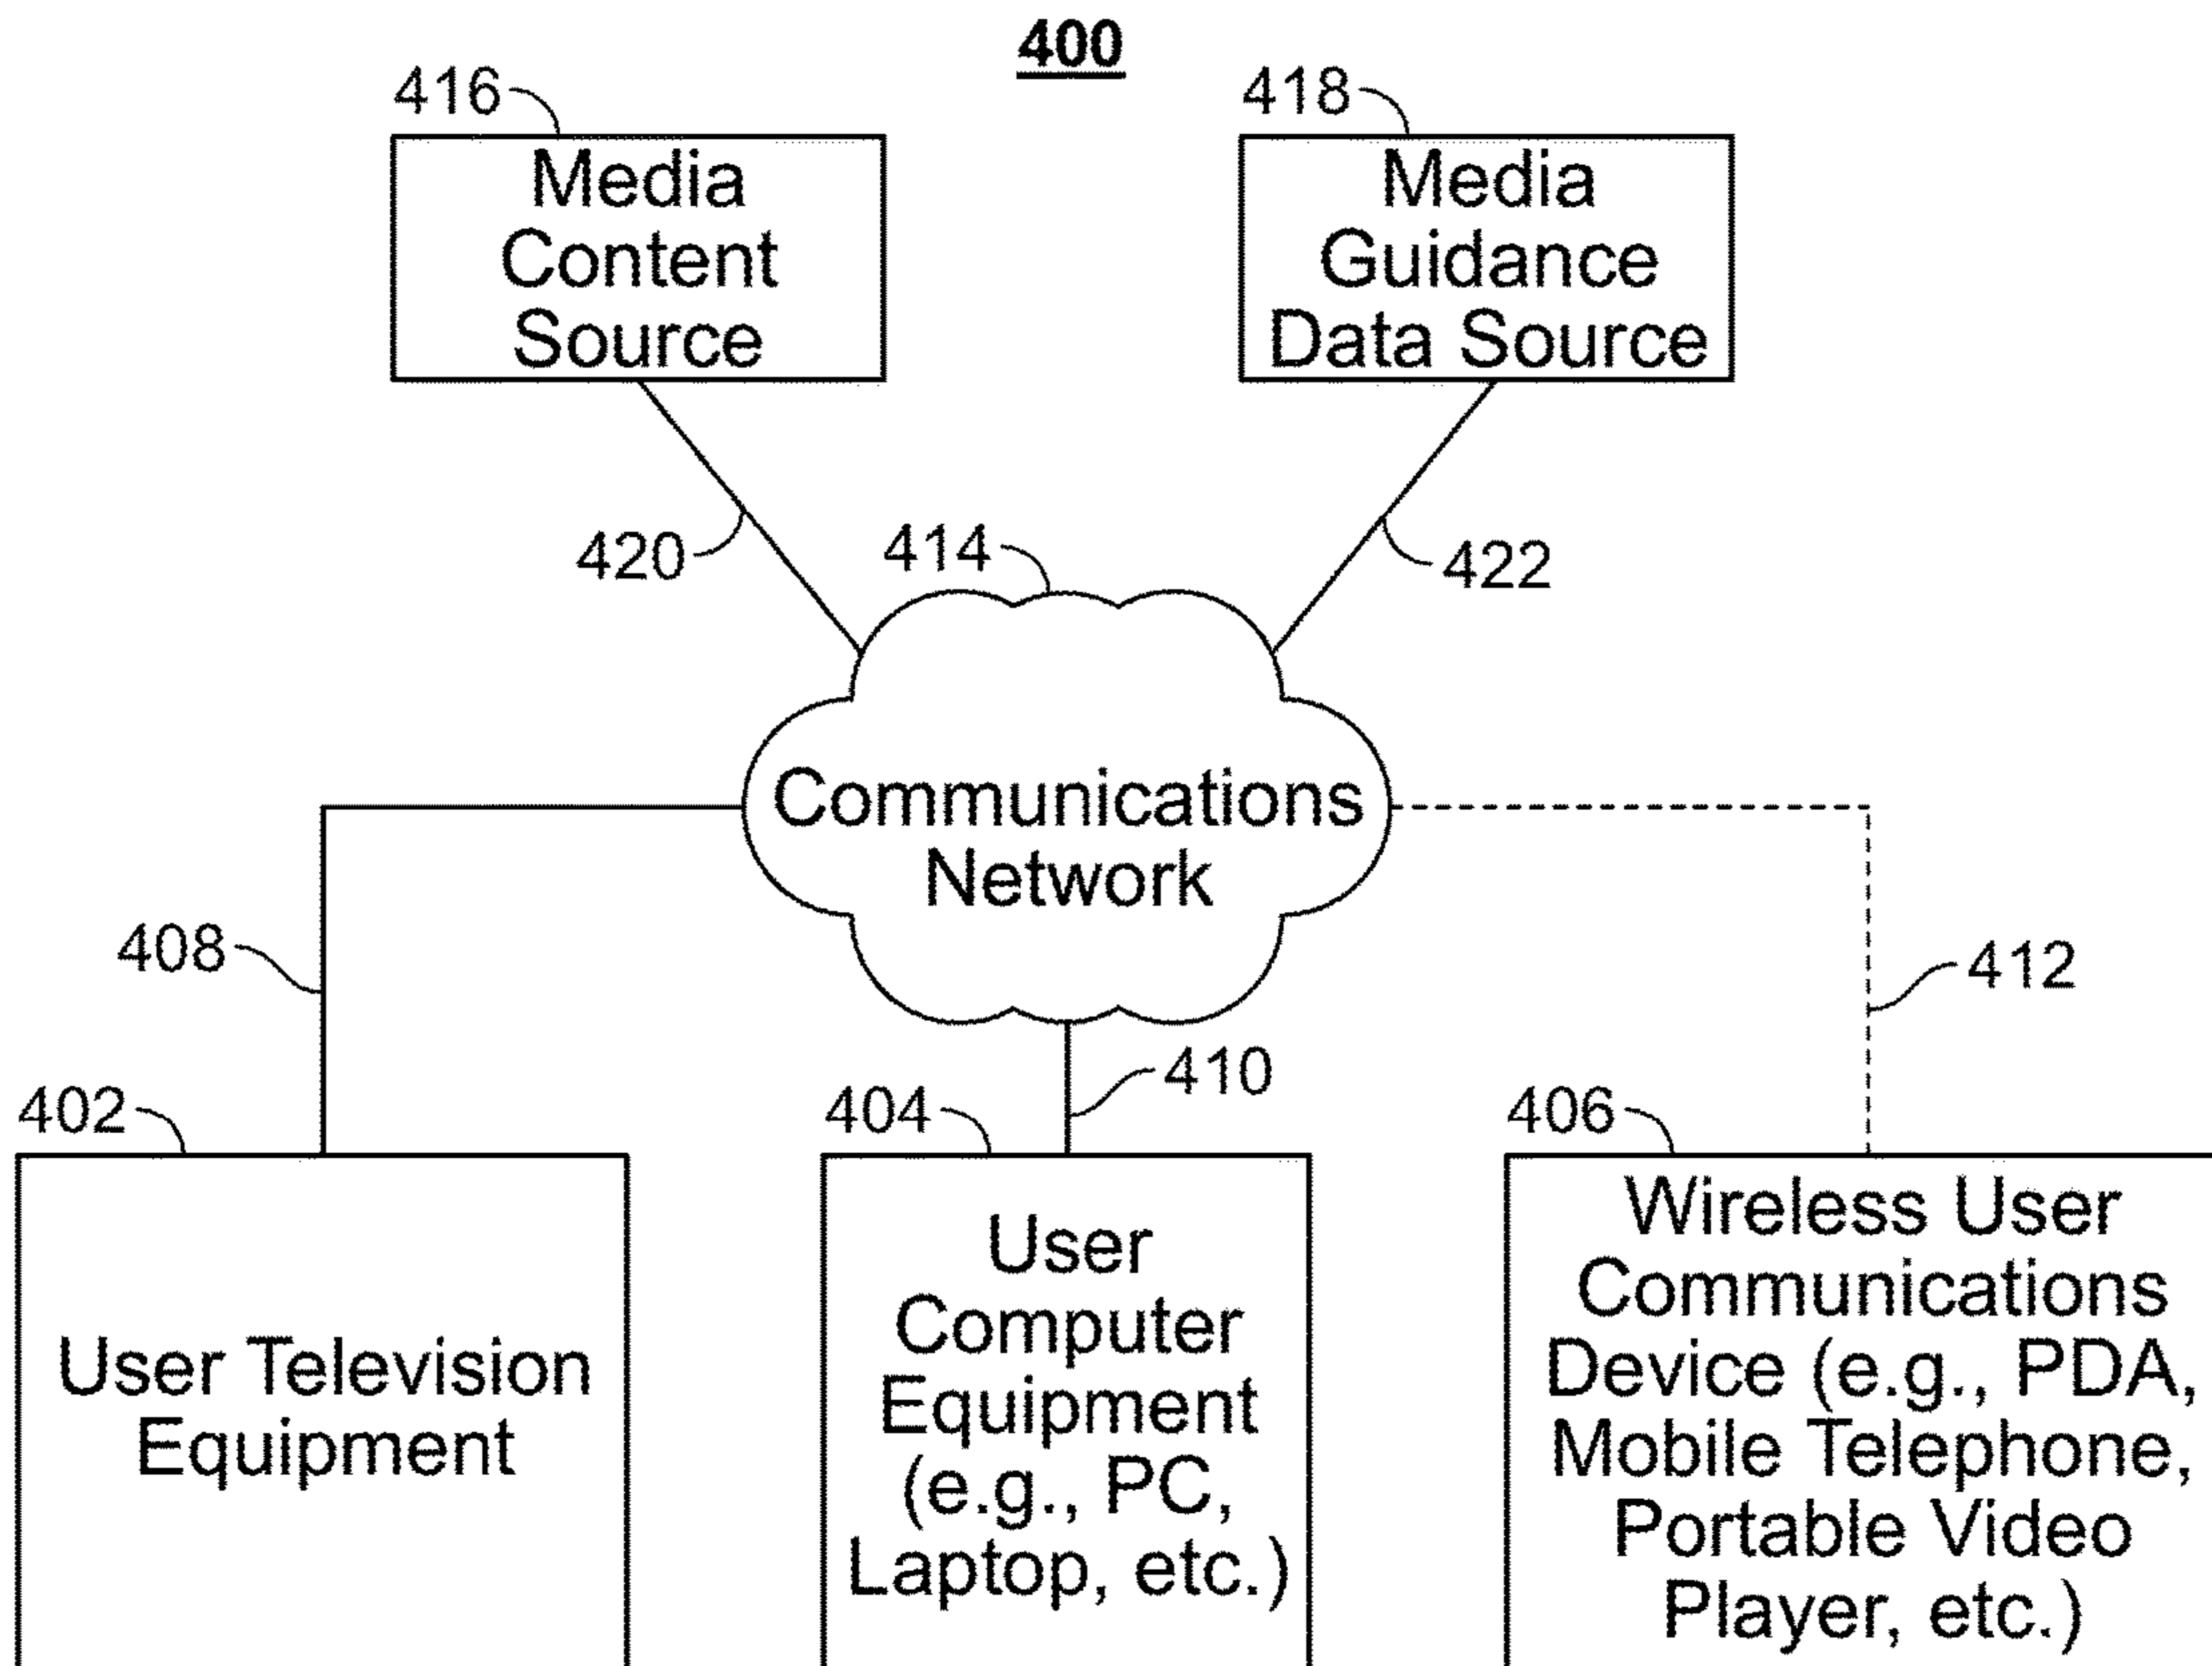 400
416
418
Media
Content
Source
Media
Guidance
Data Source
420
414
422
Communications
Network
408
412
410
402
404
406
User Television
Equipment
User
Computer
Equipment
(e.g., PC,
Laptop, etc.)
Wireless User
Communications
Device (e.g., PDA,
Mobile Telephone,
Portable Video
Player, etc.)